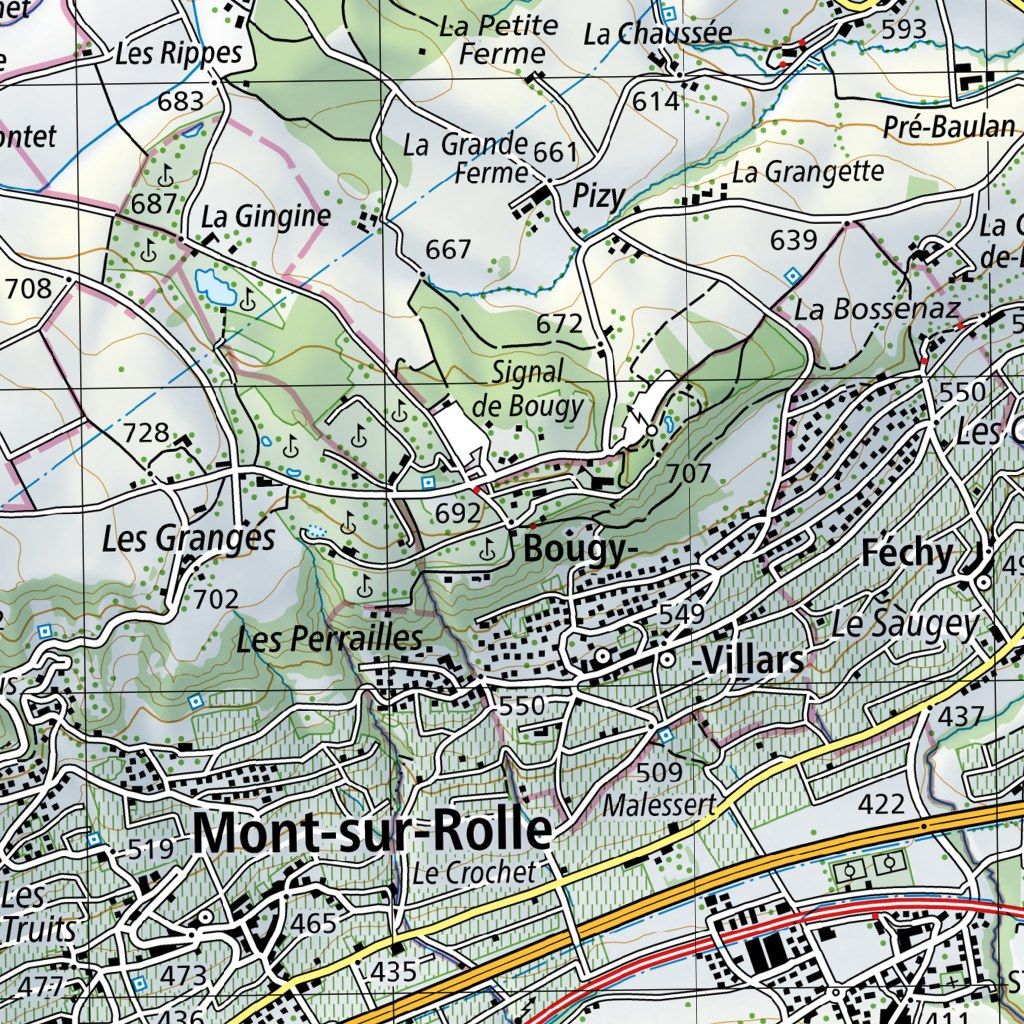 Les Rippes
La Petite
Ferme
La Chaussée
593
683
614
Pré-Baulan
La Grande
Ferme
661
La Grangette
687
La Gingine
Pizy
667
639
708
672
La Bossenaz
Signal
de Bougy
550
728
707
692
Les Granges
Bougy-
Féchy
702
549
Le Saugey
Les Perrailles
-Villars
550
437
509
Malessert
422
Mont-sur-Rolle
519
Le Crochet
Les
Truits
465
477
473
435
436
411